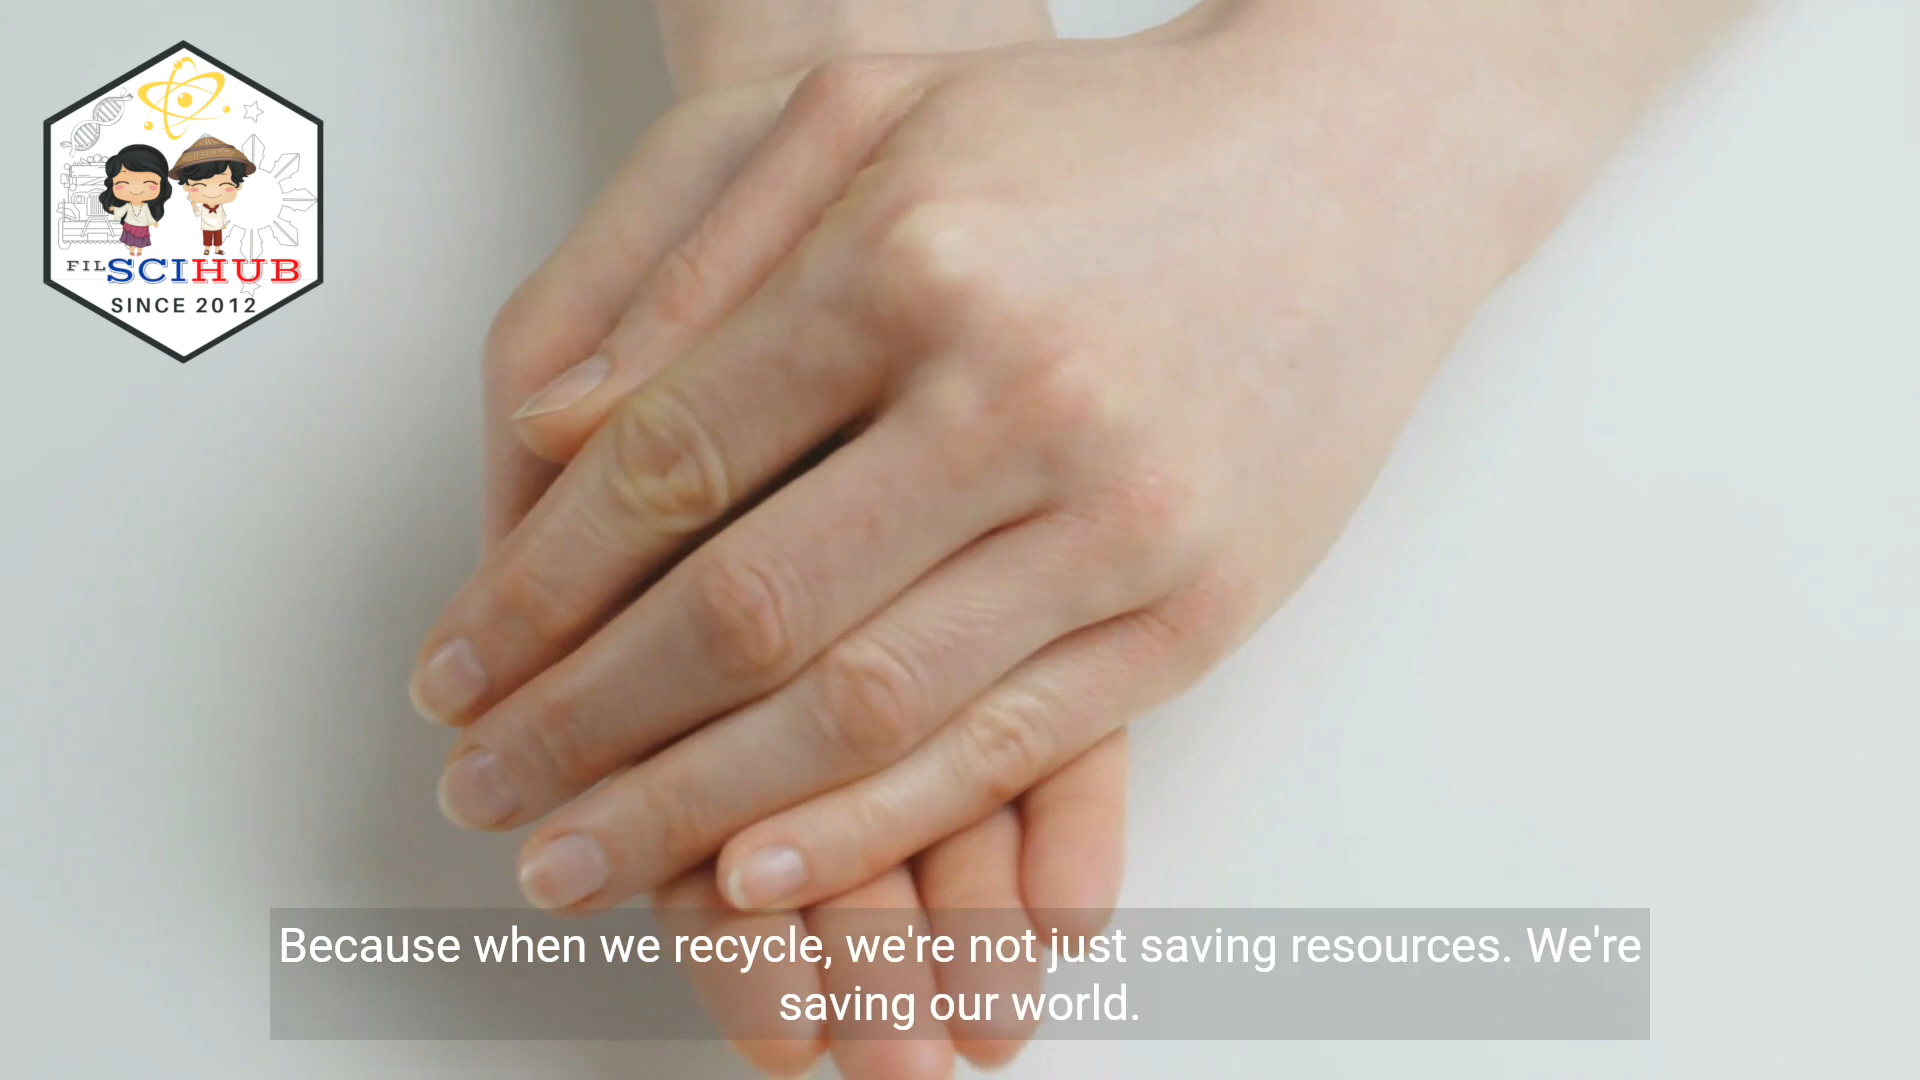 FILSCIHUB
SINCE 2012
Because when we recycle, we're not just saving resources. We're
saving our world.